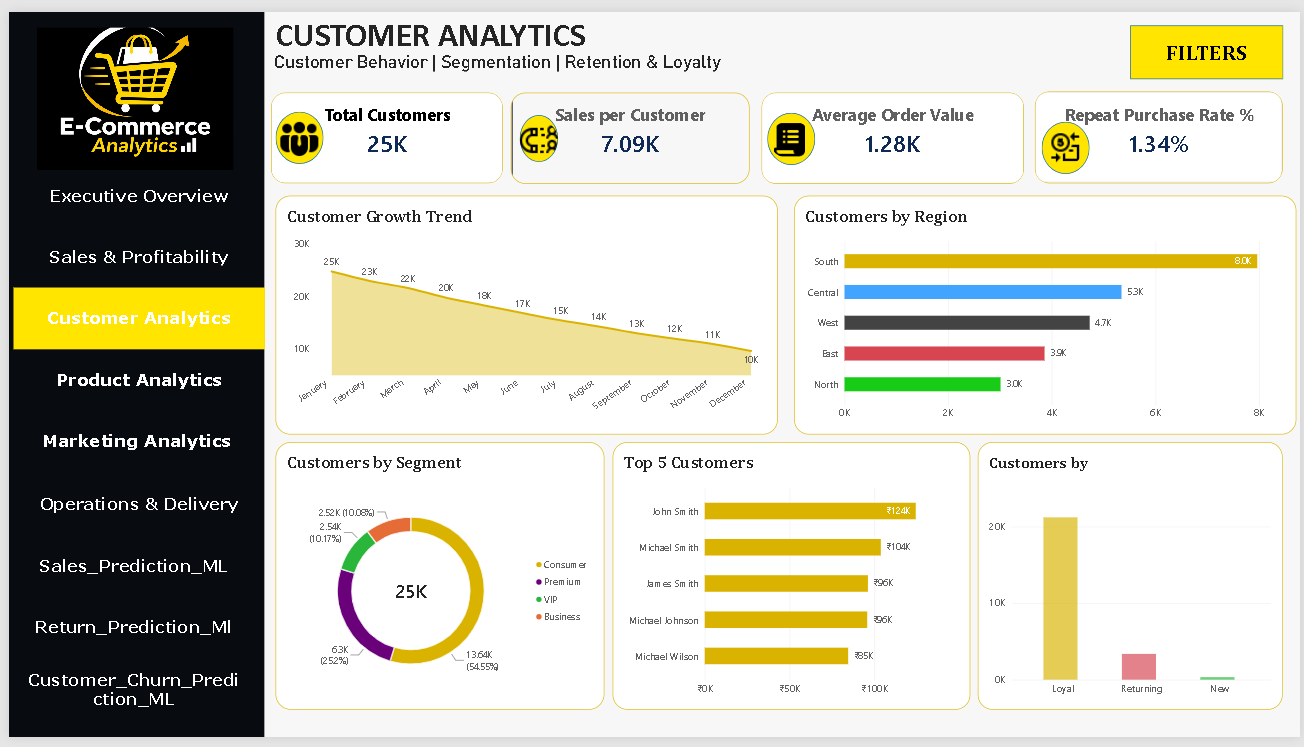 E-Commerce
Analytics
Executive Overview
Sales & Profitability
Customer Analytics
Product Analytics
Marketing Analytics
Operations & Delivery
Sales_Prediction_ML
Return_Prediction_Ml
Customer_Churn_Predi
ction_ML
CUSTOMER ANALYTICS
Customer Behavior | Segmentation | Retention & Loyalty
FILTERS
Total Customers
25K
Sales per Customer
7.09K
Average Order Value
1.28K
Repeat Purchase Rate %
1.34%
Customer Growth Trend
30K
20K
10K
25K
23K
22K
20K
18K
17K
15K
14K
13K
12K
11K
10K
January
February
March
April
May
June
July
August
September
October
November
December
Customers by Region
South
8.0K
Central
5.3K
West
4.7K
East
3.9K
North
3.0K
0K
2K
4K
6K
8K
Customers by Segment
2.52K (10.08%)
2.54K
(10.17%)
6.3K
(25.2%)
13.64K
(54.55%)
25K
Consumer
Premium
VIP
Business
Top 5 Customers
John Smith
₹124K
Michael Smith
₹104K
James Smith
₹96K
Michael Johnson
₹96K
Michael Wilson
₹85K
₹0K
₹50K
₹100K
Customers by
20K
10K
0K
Loyal
Returning
New